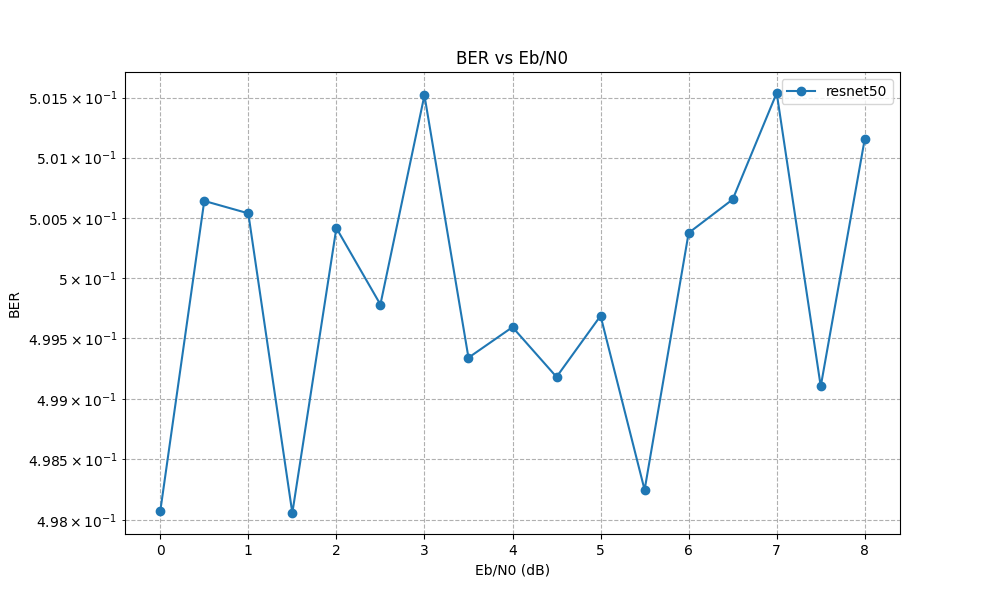 BER vs Eb/N0
resnet50
BER
5.015 × 10⁻¹
5.01 × 10⁻¹
5.005 × 10⁻¹
5 × 10⁻¹
4.995 × 10⁻¹
4.99 × 10⁻¹
4.985 × 10⁻¹
4.98 × 10⁻¹
0 1 2 3 4 5 6 7 8
Eb/N0 (dB)